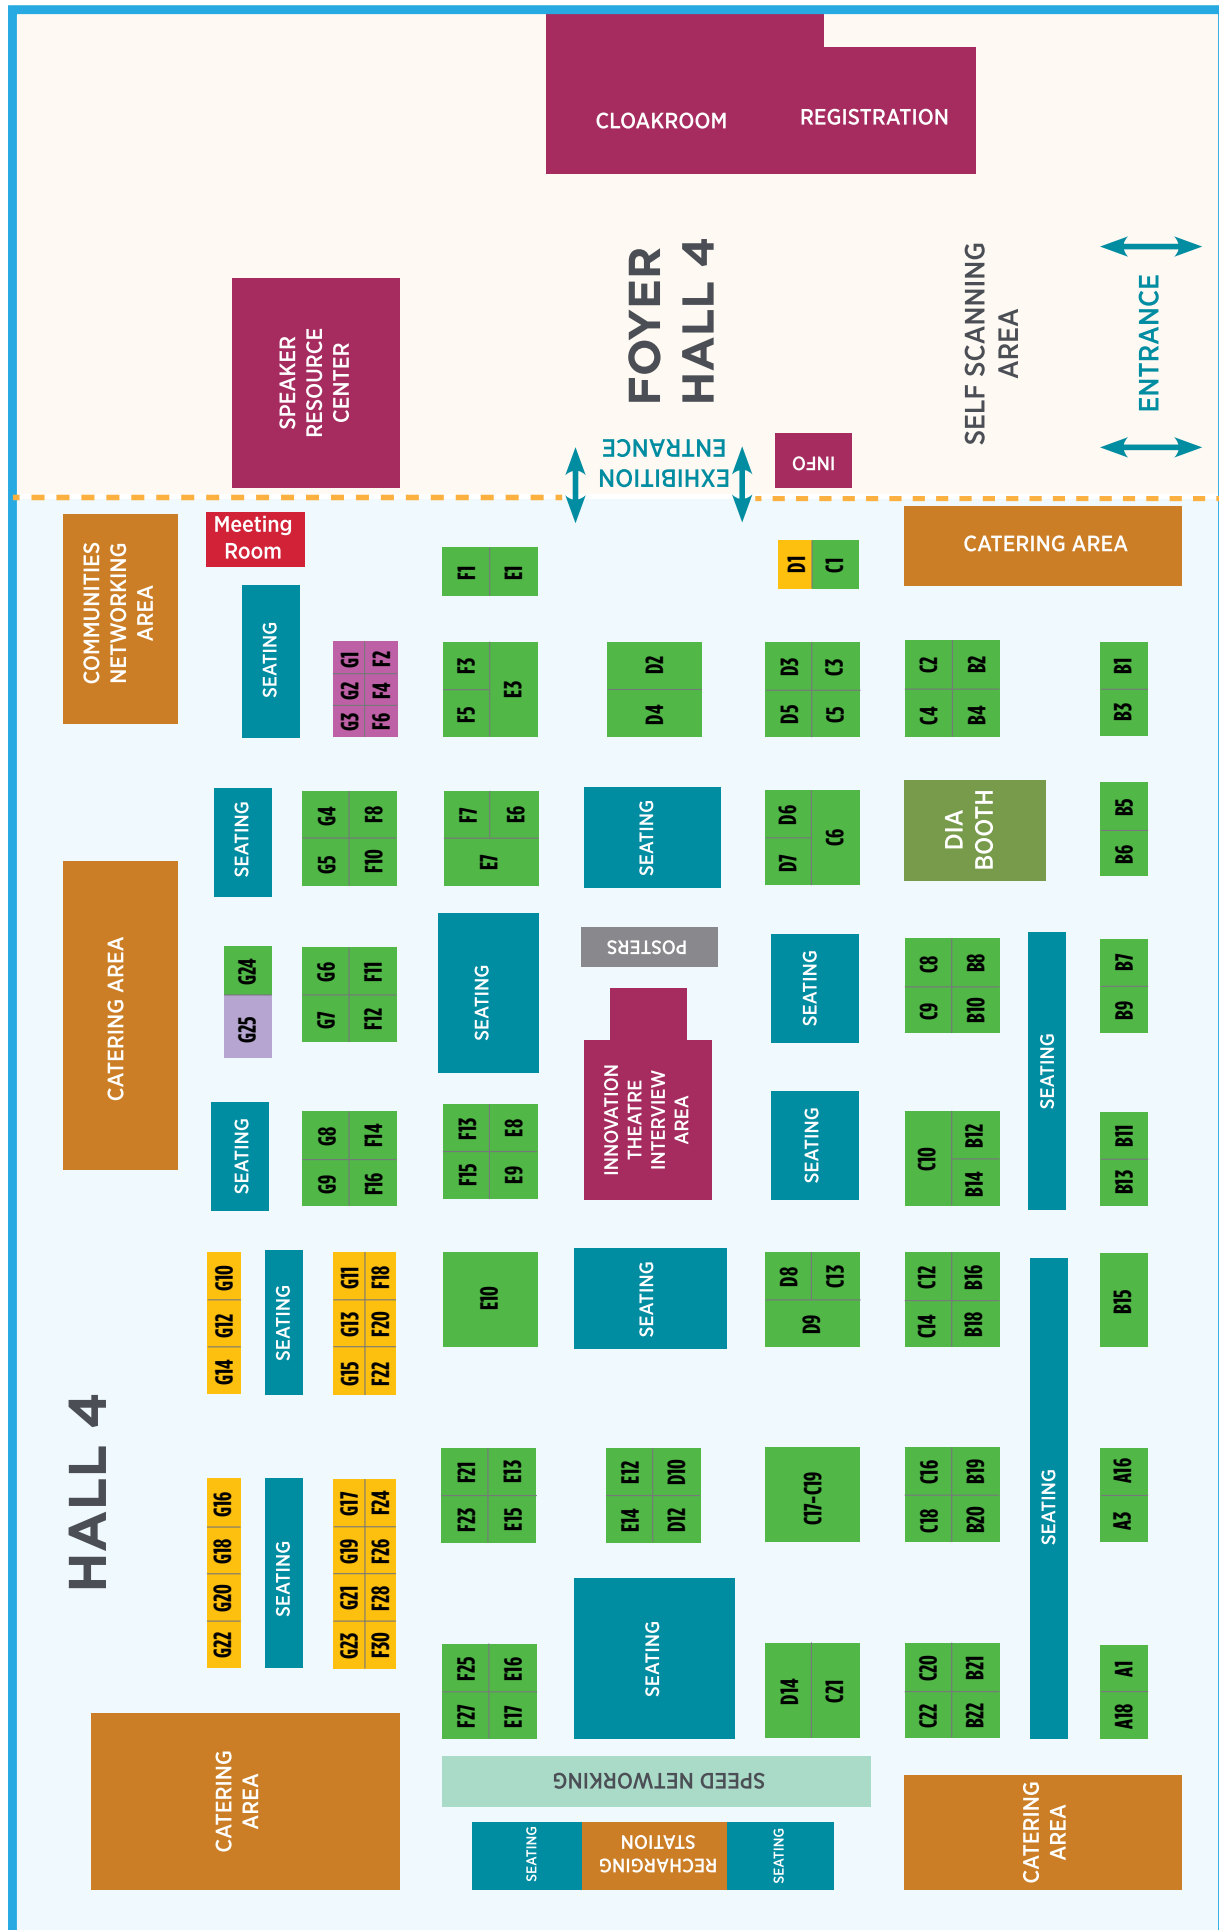 CLOAKROOM
REGISTRATION
FOYER
HALL 4
SELF SCANNING
AREA
ENTRANCE
SPEAKER
RESOURCE
CENTER
EXHIBITION
ENTRANCE
INFO
COMMUNITIES
NETWORKING
AREA
Meeting
Room
CATERING AREA
F1
E1
D1
C1
SEATING
G1
F2
G2
F4
G3
F6
F3
F5
E3
D2
D4
D3
C3
D5
C5
C2
B2
C4
B4
B1
B3
SEATING
G4
F8
G5
F10
F7
E6
E7
SEATING
D6
D7
C6
DIA
BOOTH
B5
B6
CATERING AREA
G24
G25
G6
F11
G7
F12
SEATING
POSTERS
INNOVATION
THEATRE
INTERVIEW
AREA
SEATING
C8
B8
C9
B10
SEATING
B7
B9
SEATING
G8
F14
G9
F16
F13
E8
F15
E9
SEATING
C10
B12
B14
B11
B13
G10
G12
G14
SEATING
G11
F18
G13
F20
G15
F22
E10
SEATING
D8
C13
D9
C12
B16
C14
B18
B15
HALL 4
G16
G18
G20
G22
SEATING
G17
F24
G19
F26
G21
F28
G23
F30
F21
E13
F23
E15
E12
D10
E14
D12
C17-C19
C16
B19
C18
B20
SEATING
A16
A3
F25
E16
F27
E17
SEATING
D14
C21
C20
B21
C22
B22
A1
A18
CATERING
AREA
SPEED NETWORKING
SEATING
RECHARGING
STATION
SEATING
CATERING
AREA